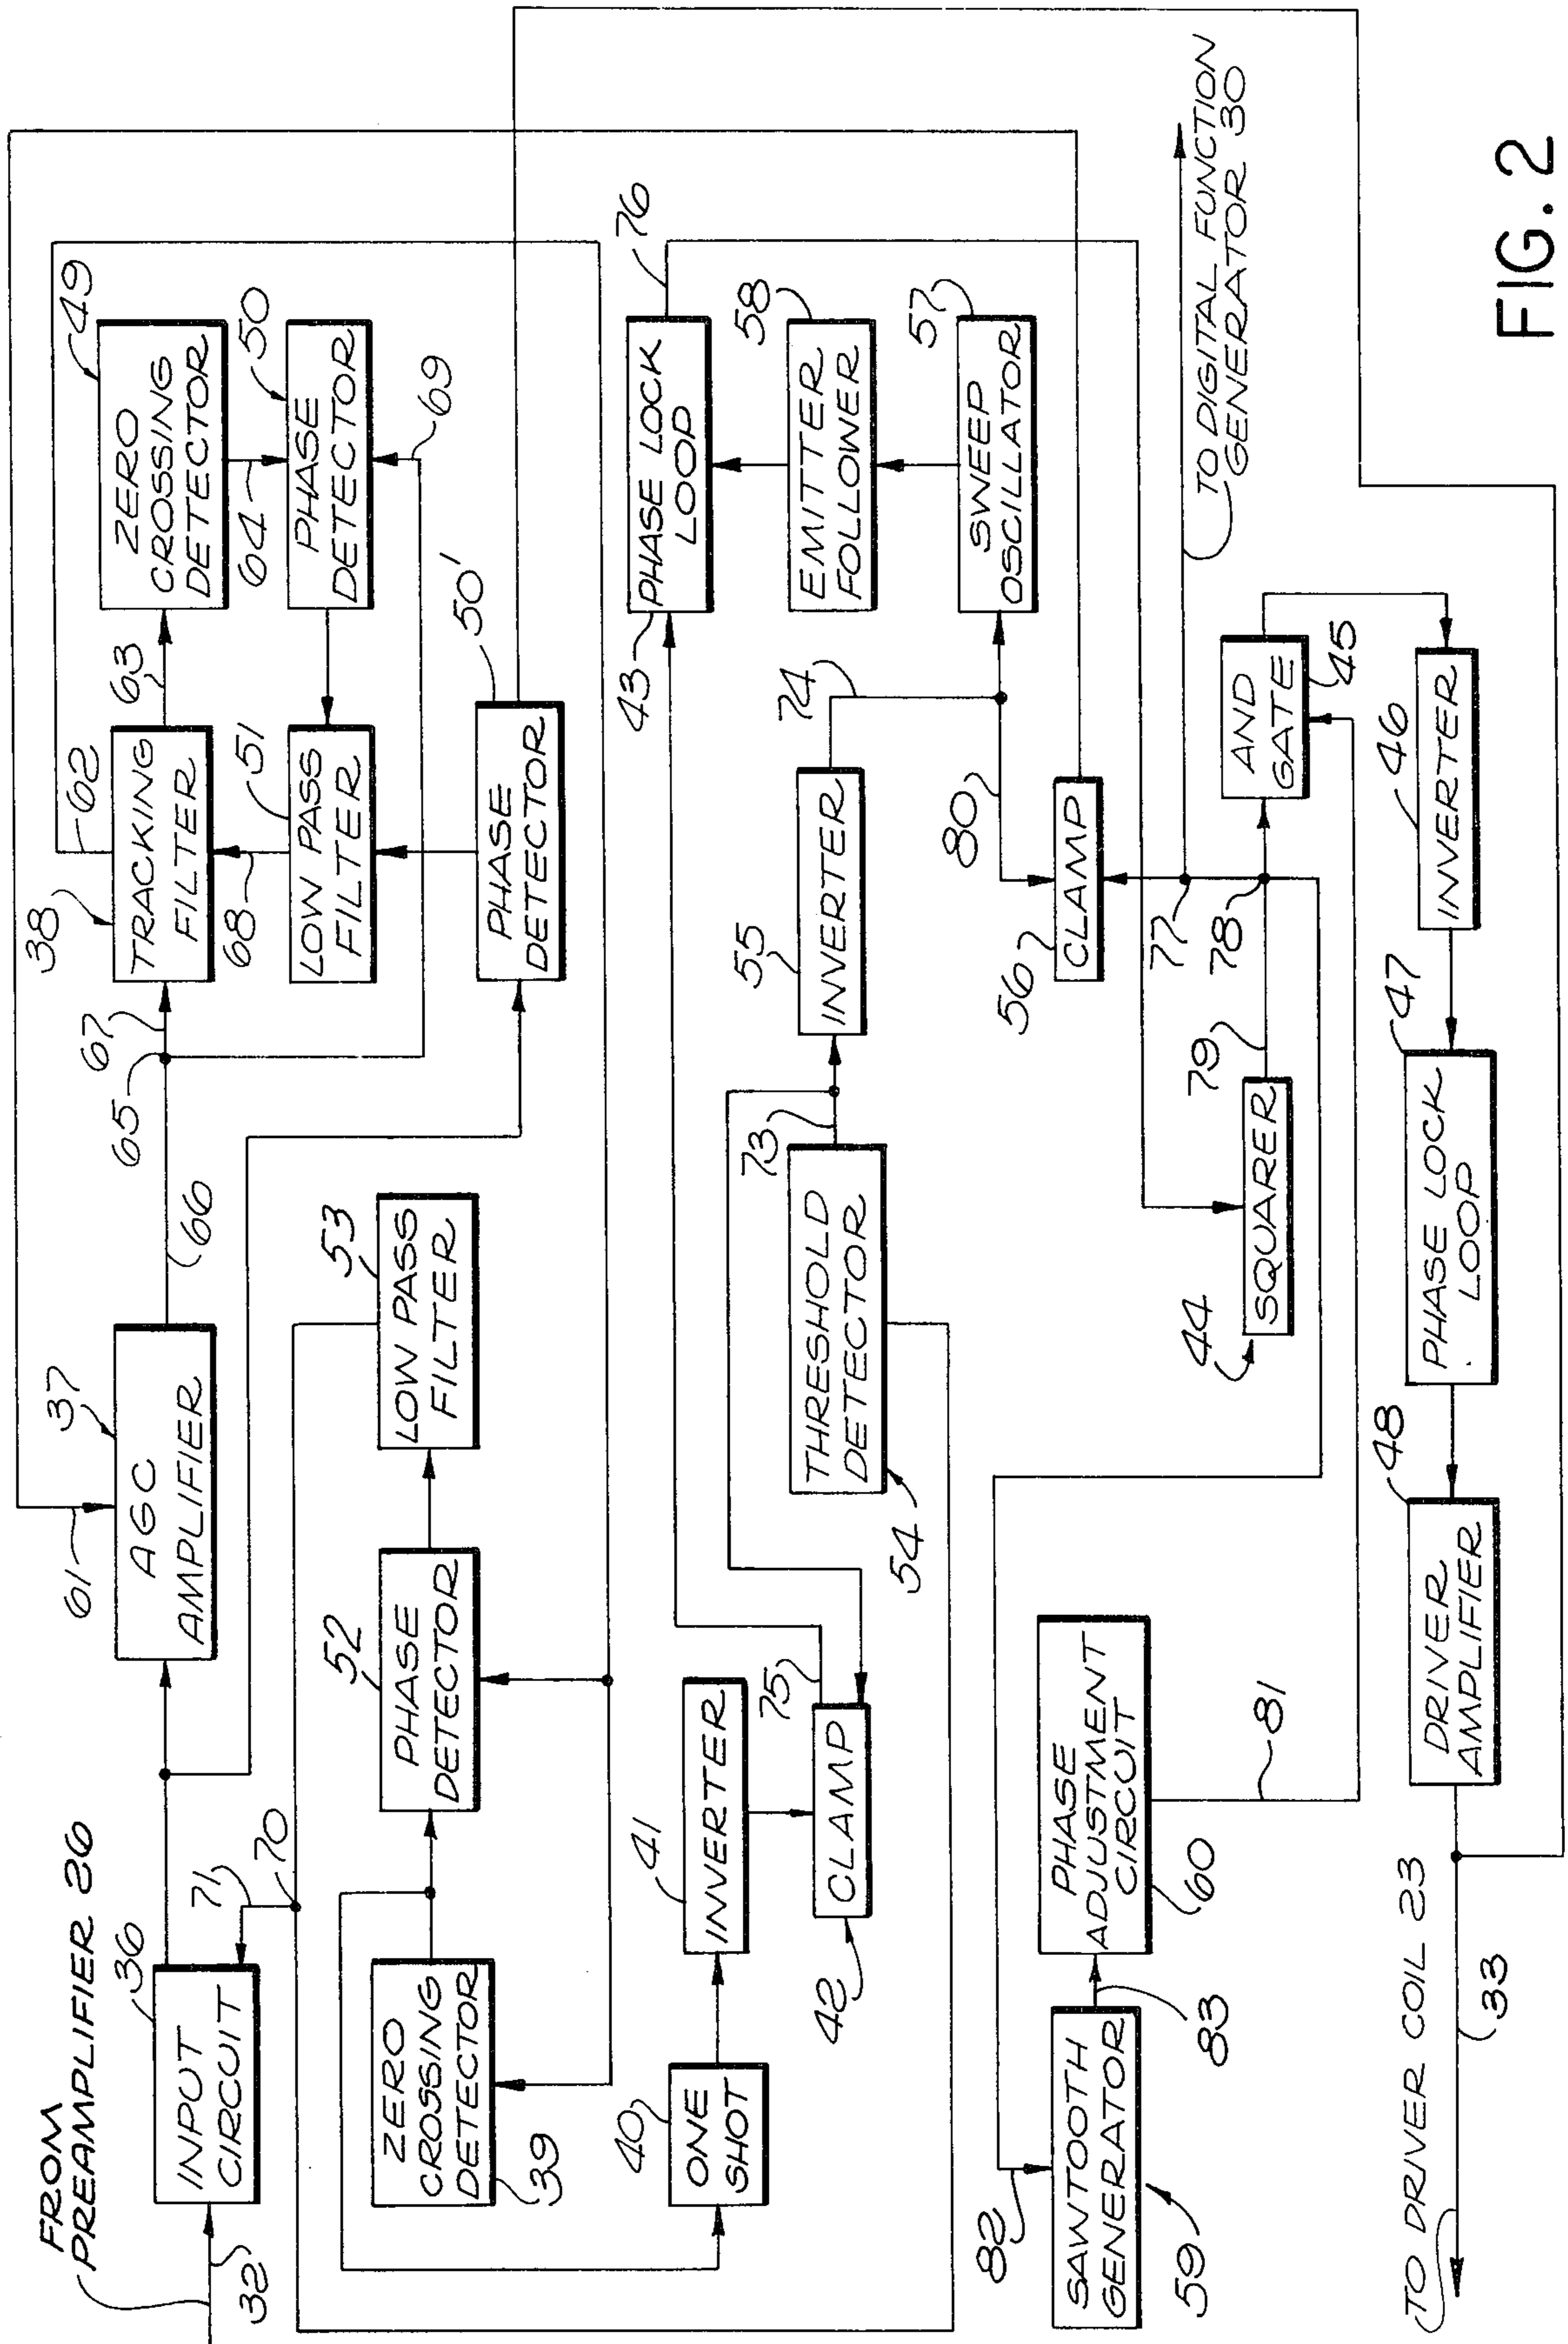 FROM
PREAMPLIFIER 26
32
36
INPUT
CIRCUIT
71
70
61
37
AGC
AMPLIFIER
66
65
67
38
TRACKING
FILTER
62
63
49
ZERO
CROSSING
DETECTOR
64
50
PHASE
DETECTOR
69
68
51
LOW PASS
FILTER
50'
PHASE
DETECTOR
ZERO
CROSSING
DETECTOR
39
52
PHASE
DETECTOR
53
LOW PASS
FILTER
40
ONE
SHOT
41
INVERTER
75
CLAMP
42
THRESHOLD
DETECTOR
54
73
55
INVERTER
74
43
PHASE LOCK
LOOP
76
58
EMITTER
FOLLOWER
57
SWEEP
OSCILLATOR
80
56
CLAMP
77
78
TO DIGITAL FUNCTION
GENERATOR 30
82
SAWTOOTH
GENERATOR
59
83
PHASE
ADJUSTMENT
CIRCUIT
60
81
44
SQUARER
79
AND
GATE
45
46
INVERTER
47
PHASE LOCK
LOOP
48
DRIVER
AMPLIFIER
TO DRIVER COIL 23
33
FIG. 2